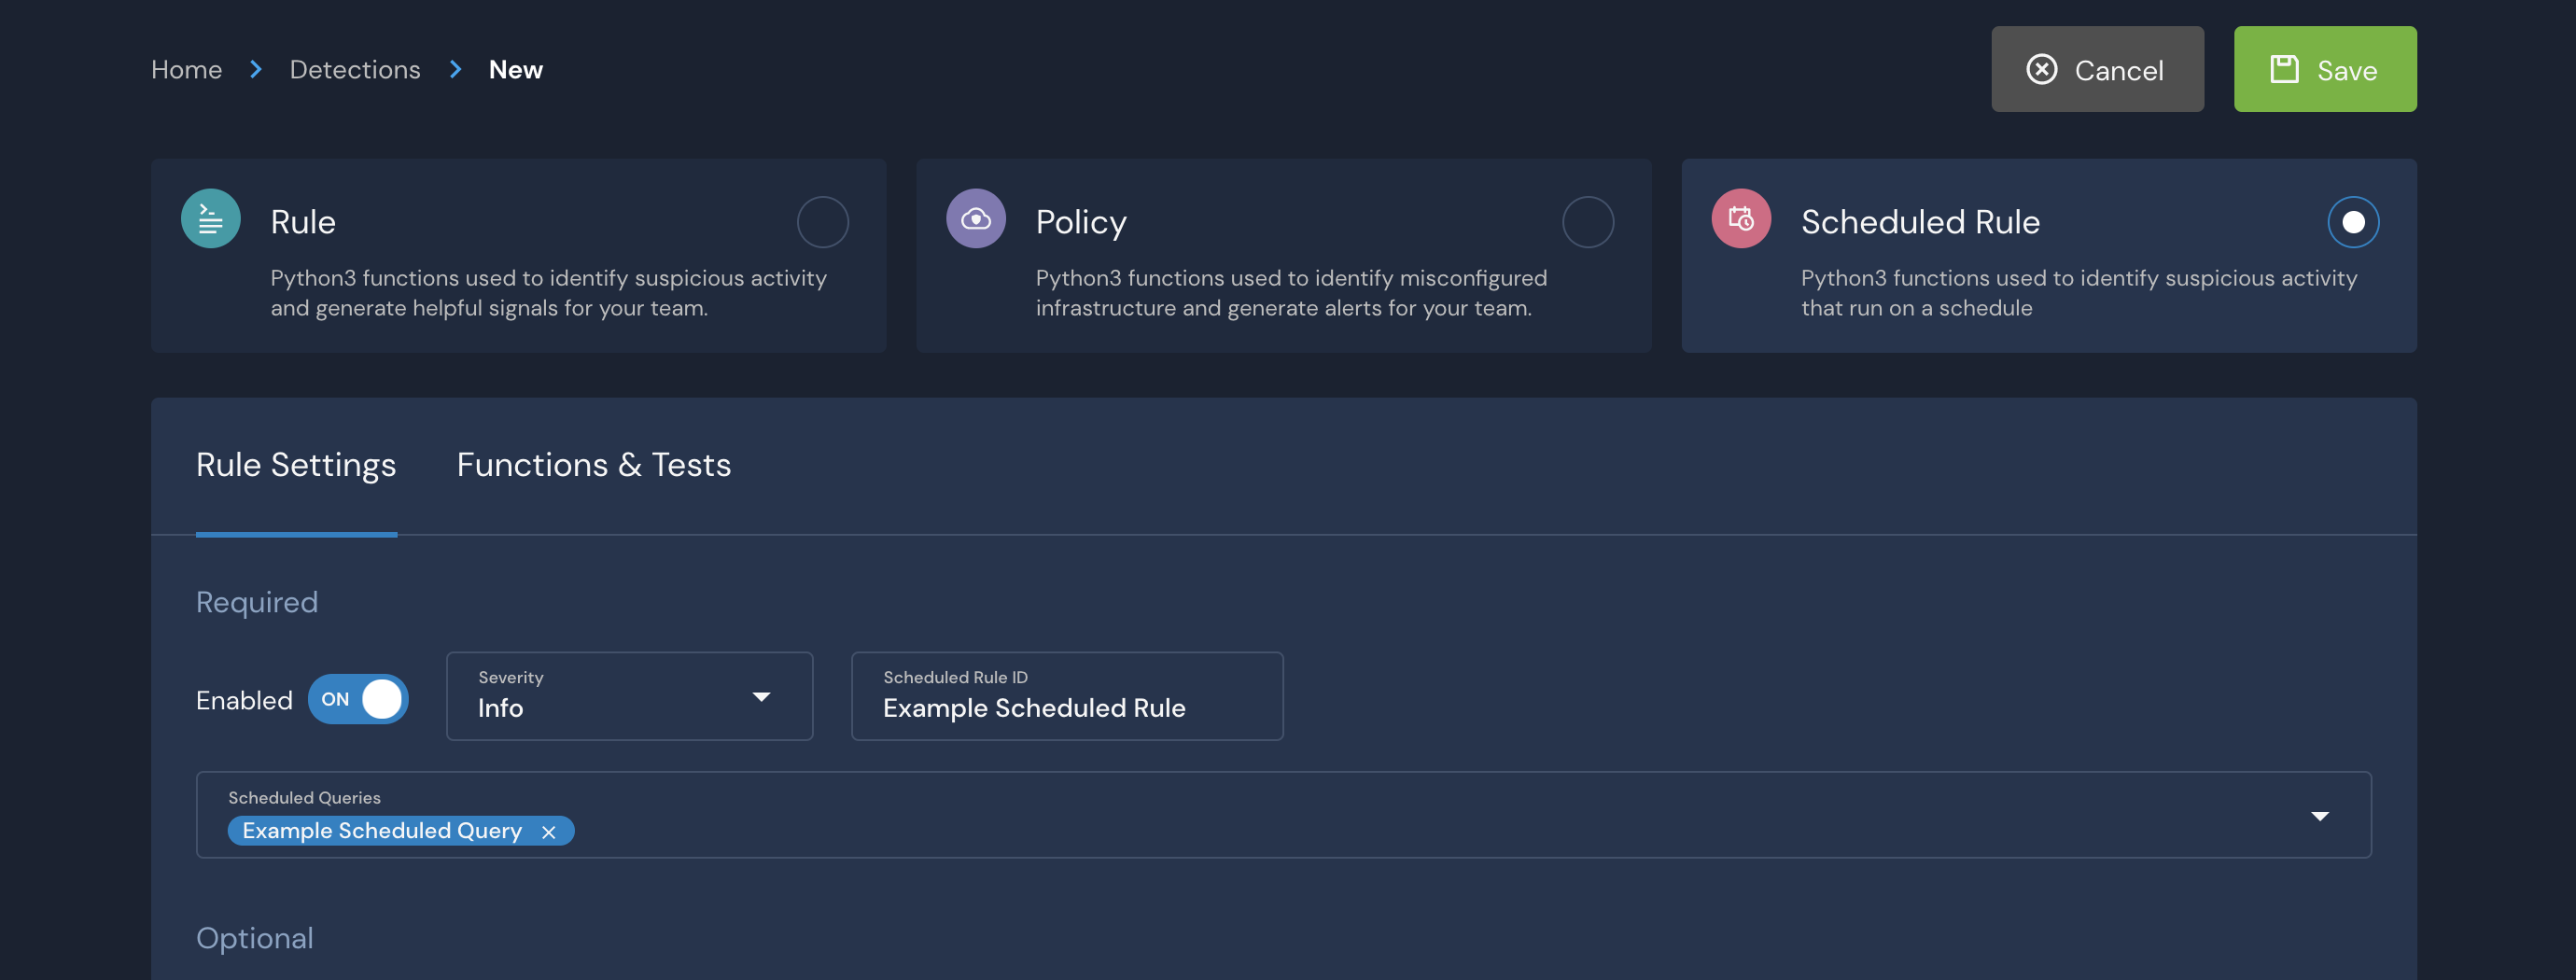 Home > Detections > New
Cancel
Save
Rule
Python3 functions used to identify suspicious activity
and generate helpful signals for your team.
Policy
Python3 functions used to identify misconfigured
infrastructure and generate alerts for your team.
Scheduled Rule
Python3 functions used to identify suspicious activity
that run on a schedule
Rule Settings
Functions & Tests
Required
Enabled
ON
Severity
Info
Scheduled Rule ID
Example Scheduled Rule
Scheduled Queries
Example Scheduled Query
Optional